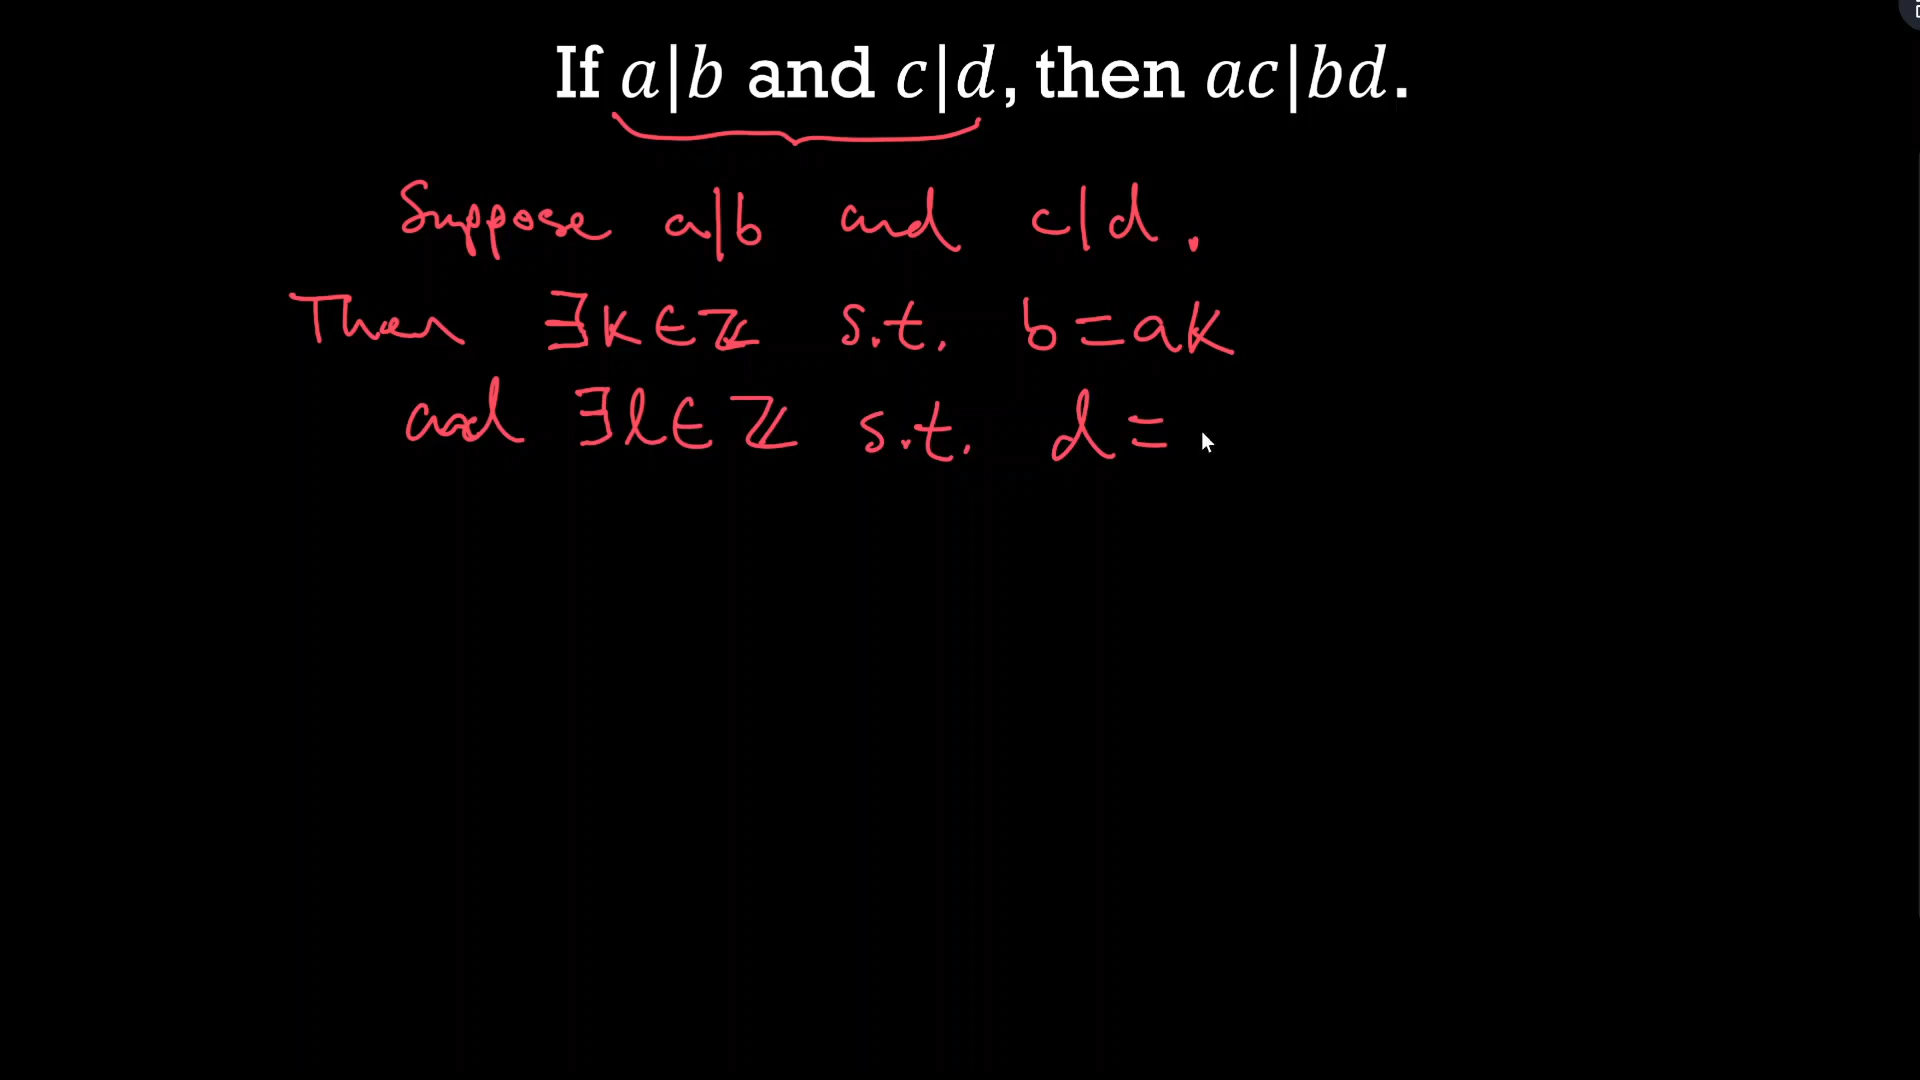 If a|b and c|d, then ac|bd.
Suppose a|b and c|d.
Then ∃k∈ℤ s.t. b=ak
and ∃l∈ℤ s.t. d=